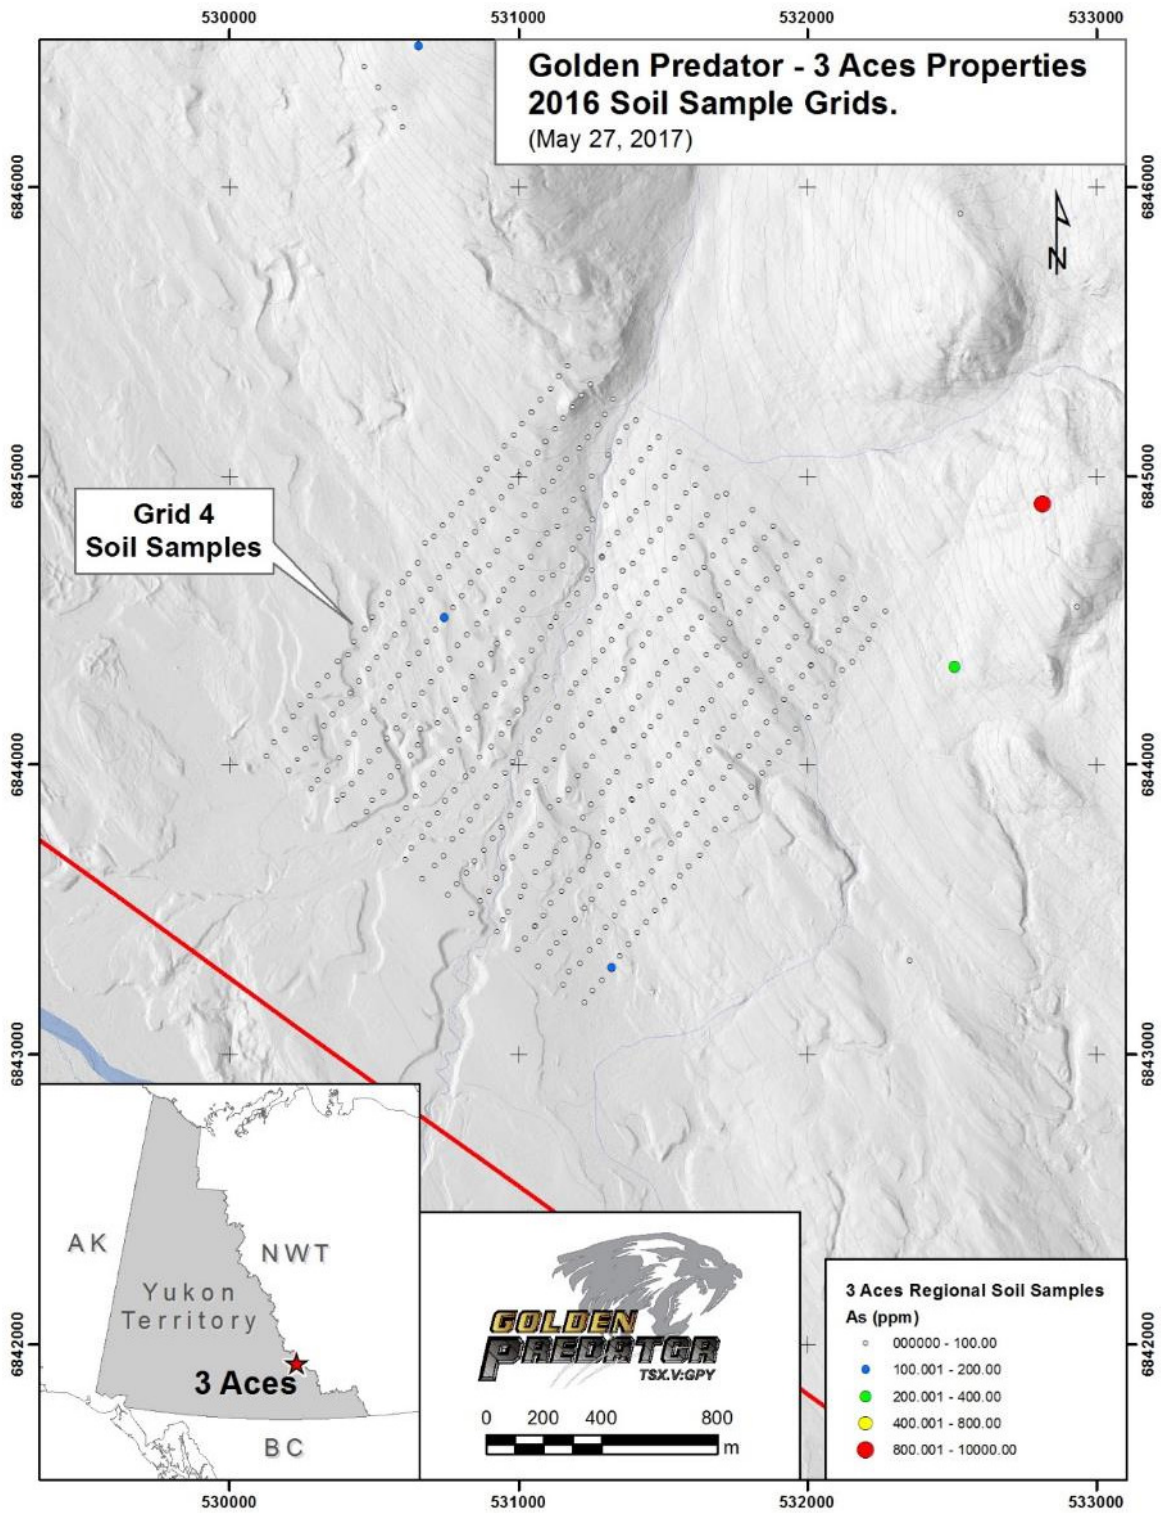 530000
531000
532000
533000
Golden Predator - 3 Aces Properties
2016 Soil Sample Grids.
(May 27, 2017)
6846000
6846000
N
6845000
6845000
Grid 4
Soil Samples
6844000
6844000
6843000
6843000
AK
NWT
Yukon
Territory
3 Aces
BC
GOLDEN
PREDATOR
TSX.V:GPY
0 200 400 800
m
3 Aces Regional Soil Samples
As (ppm)
000000 - 100.00
100.001 - 200.00
200.001 - 400.00
400.001 - 800.00
800.001 - 10000.00
6842000
6842000
530000
531000
532000
533000